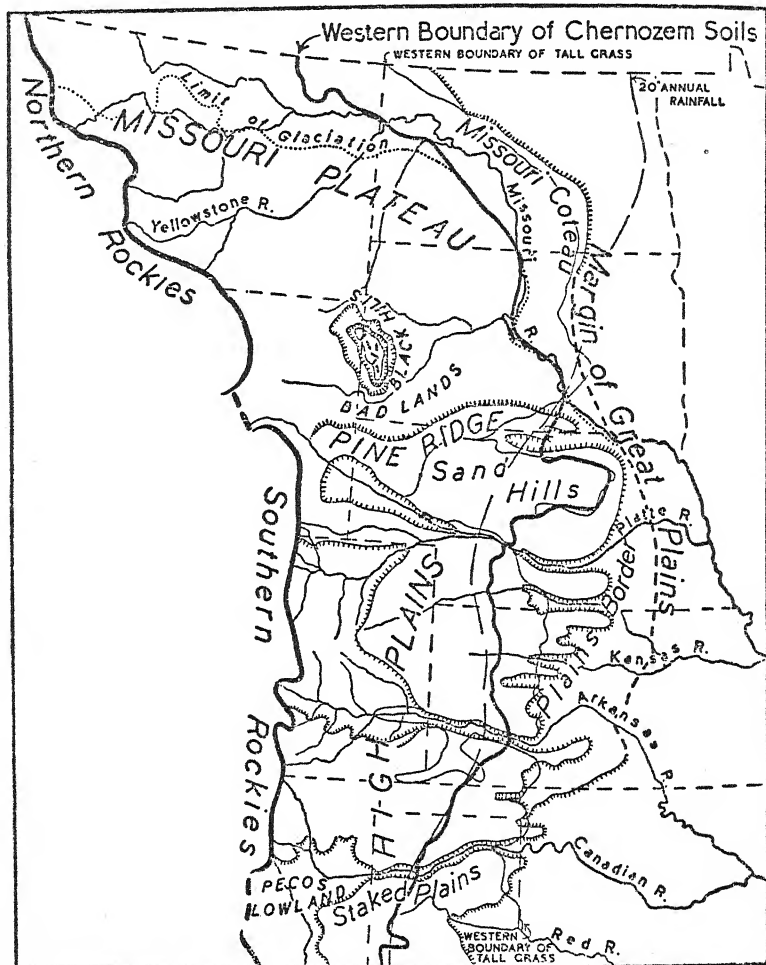 Western Boundary of Chernozem Soils
WESTERN BOUNDARY OF TALL GRASS
20" ANNUAL
RAINFALL
Limit of Glaciation
MISSOURI
PLATEAU
Northern Rockies
Missouri Coteau
Missouri R.
Yellowstone R.
Margin of Great Plains
BLACK HILLS
BAD LANDS
PINE RIDGE
Sand
Hills
Southern Rockies
Platte R.
HIGH PLAINS
Plains Border
Kansas R.
Arkansas R.
Canadian R.
PECOS
LOWLAND
Staked Plains
WESTERN
BOUNDARY OF
TALL GRASS
Red R.